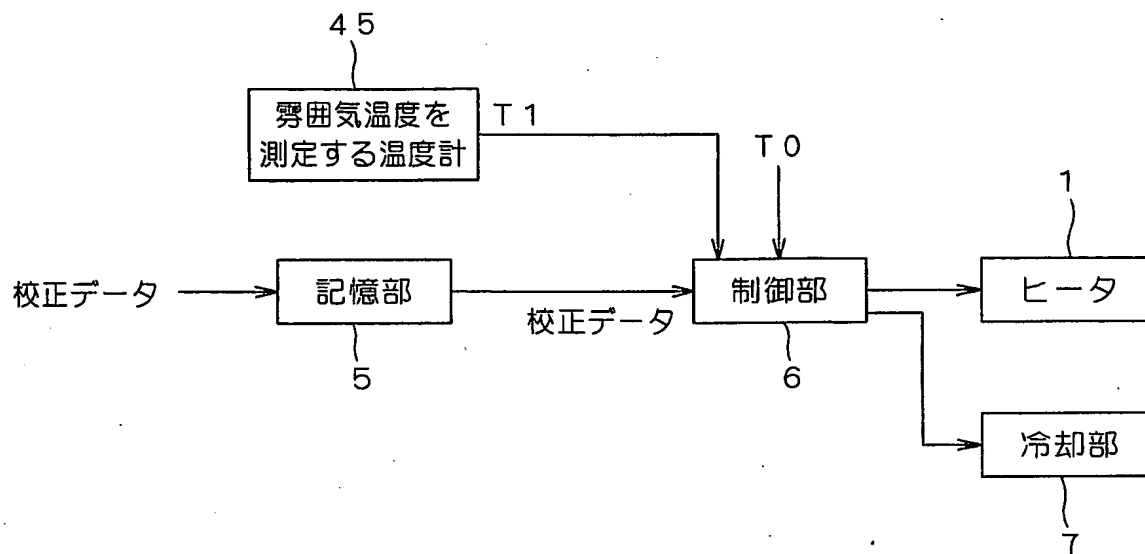 45
雰囲気温度を
測定する温度計
T1
T0
1
校正データ
記憶部
校正データ
制御部
ヒータ
5
6
冷却部
7